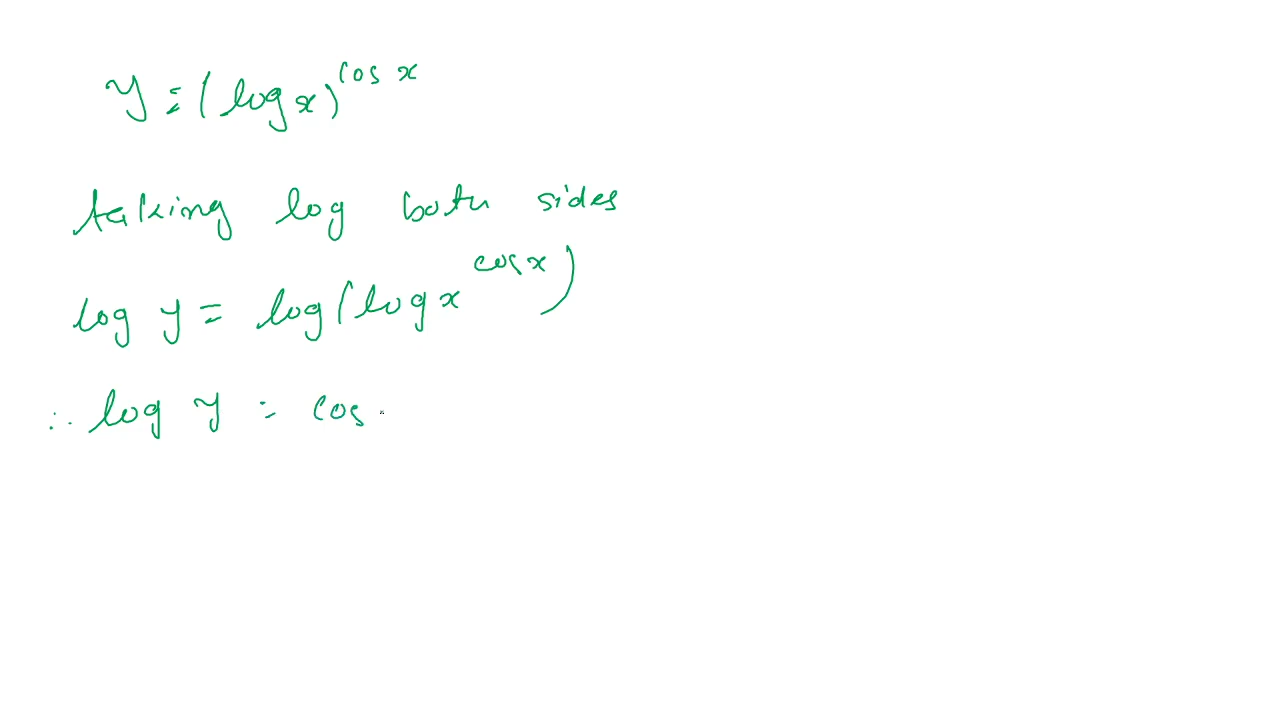 y = (log x)^cos x
taking log both sides
log y = log(log x^cos x)
∴ log y = cos